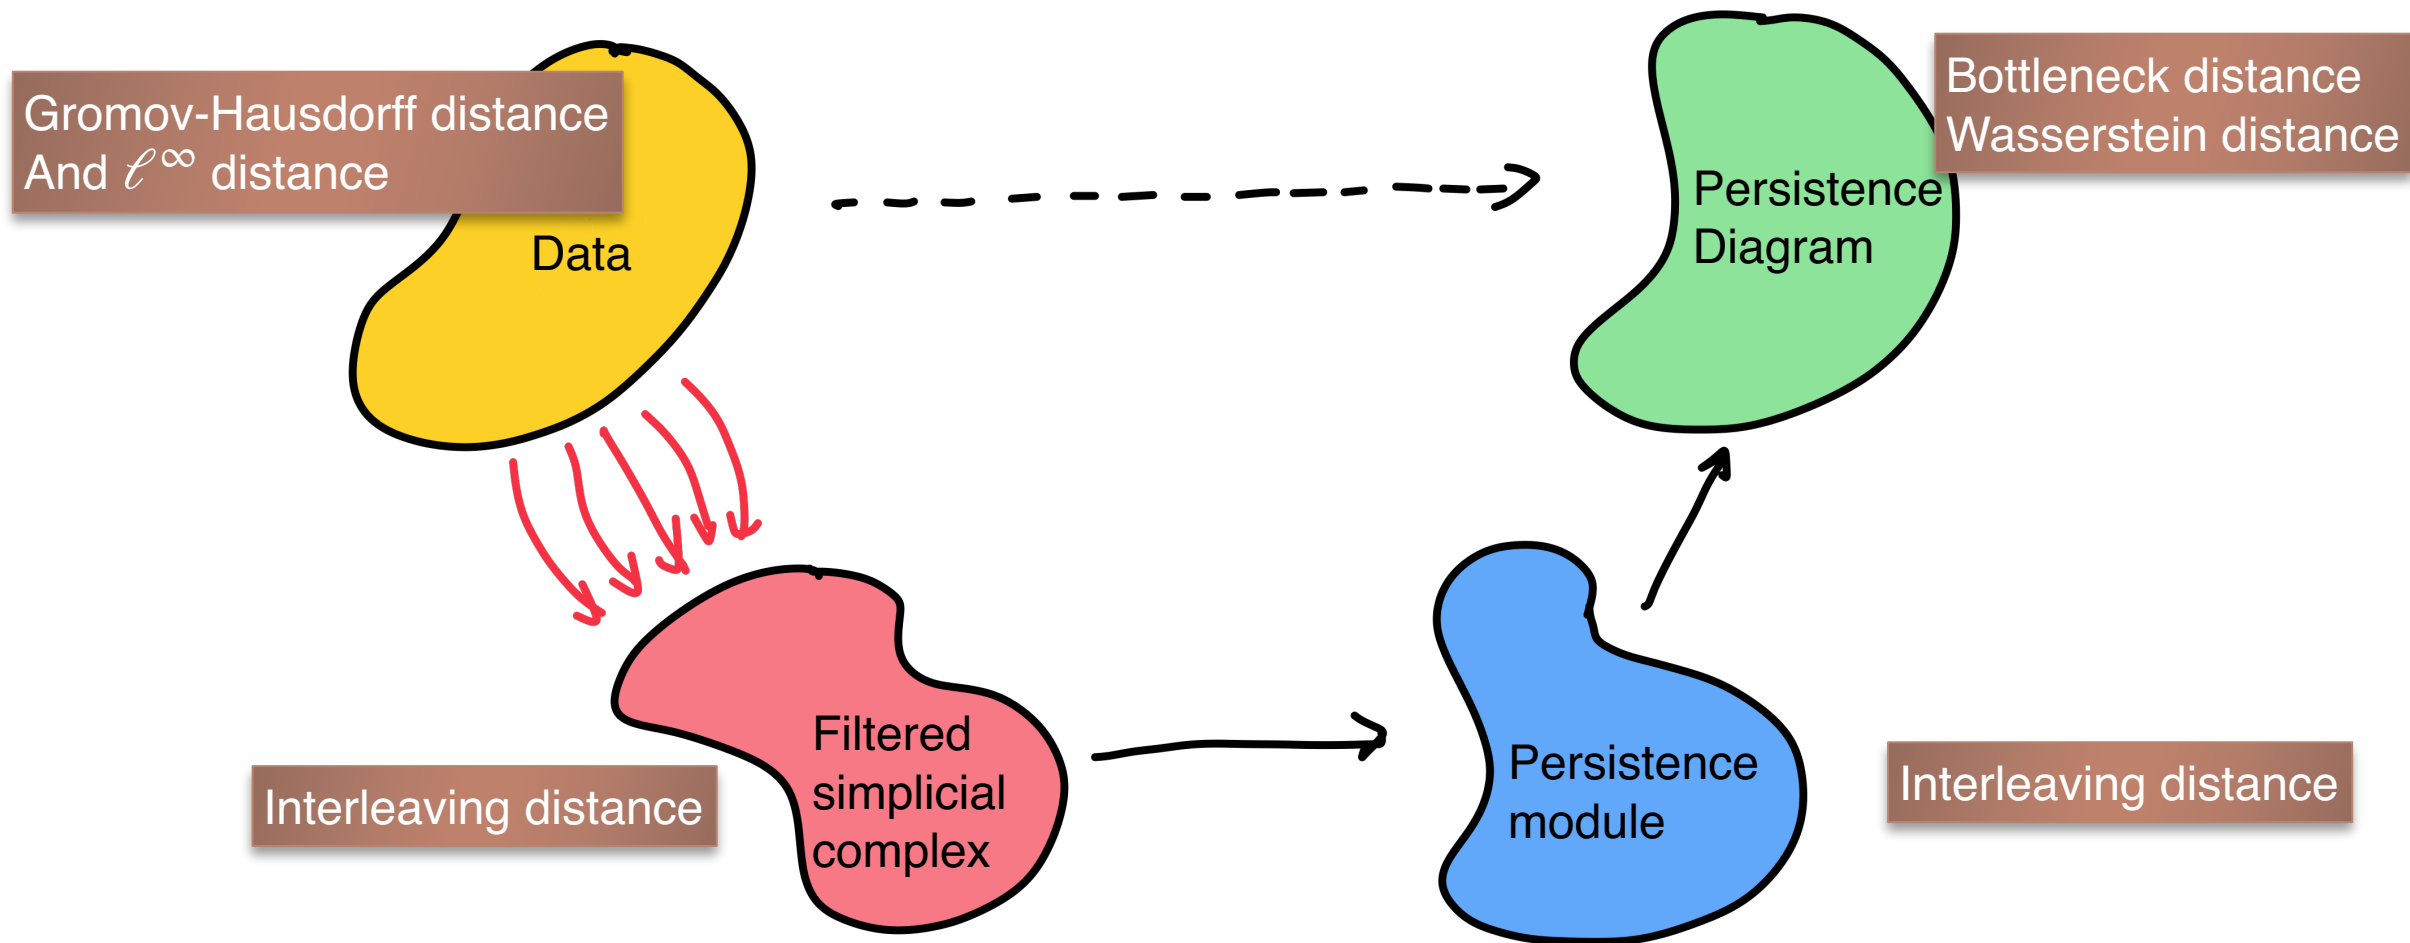 Gromov-Hausdorff distance
And ℓ∞ distance
Data
Bottleneck distance
Wasserstein distance
Persistence
Diagram
Interleaving distance
Filtered
simplicial
complex
Persistence
module
Interleaving distance